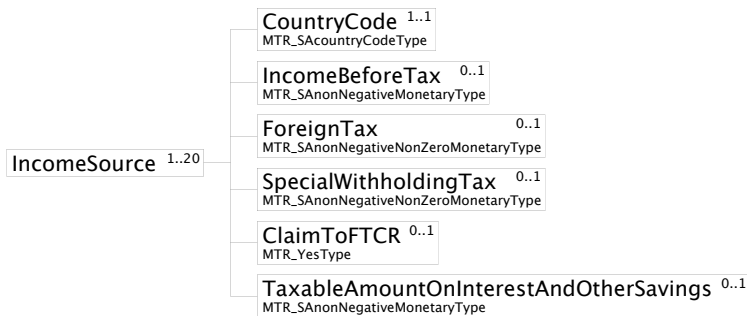 CountryCode 1..1
MTR_SAcountryCodeType
IncomeBeforeTax 0..1
MTR_SAnonNegativeMonetaryType
ForeignTax 0..1
MTR_SAnonNegativeNonZeroMonetaryType
IncomeSource 1..20
SpecialWithholdingTax 0..1
MTR_SAnonNegativeNonZeroMonetaryType
ClaimToFTCR 0..1
MTR_YesType
TaxableAmountOnInterestAndOtherSavings 0..1
MTR_SAnonNegativeMonetaryType